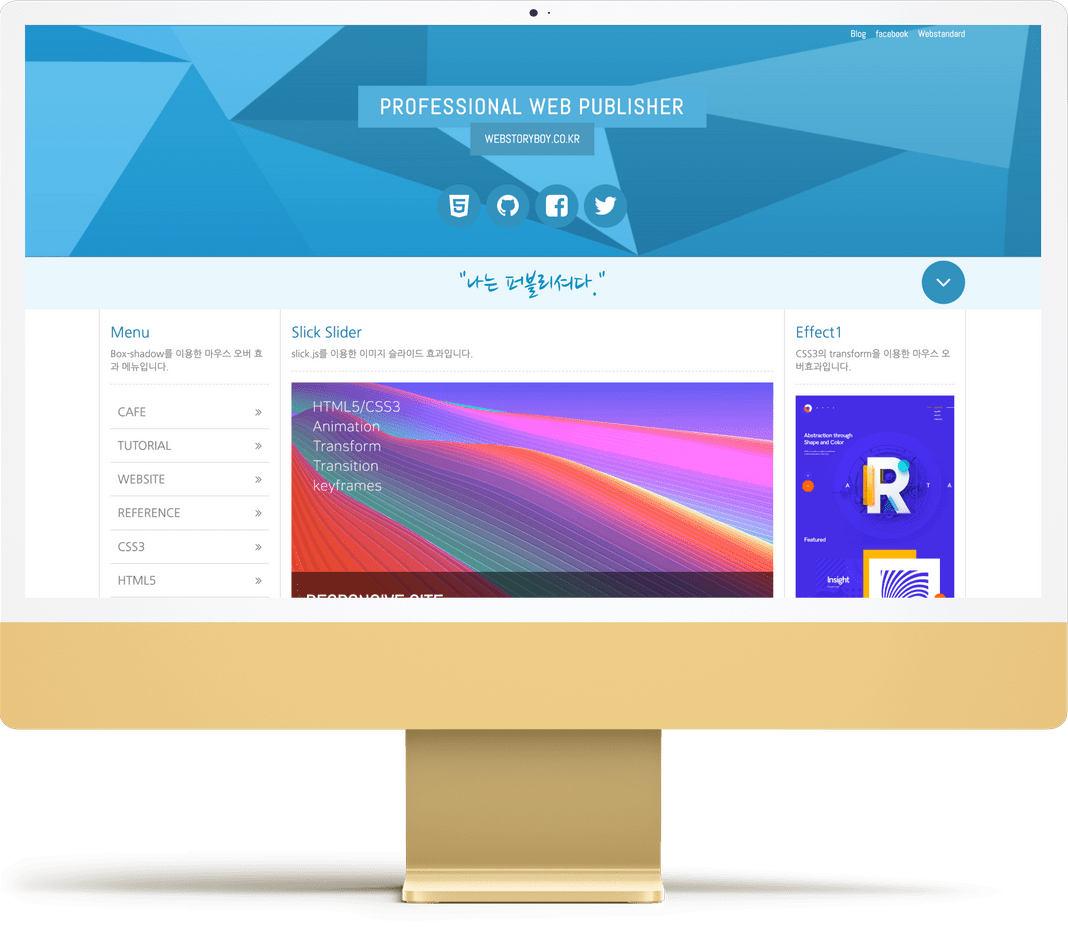 Blog facebook Webstandard
PROFESSIONAL WEB PUBLISHER
WEBSTORYBOY.CO.KR
"나는 퍼블리셔다."
Menu
Box-shadow를 이용한 마우스 오버 효
과 메뉴입니다.
CAFE
TUTORIAL
WEBSITE
REFERENCE
CSS3
HTML5
Slick Slider
slick.js를 이용한 이미지 슬라이드 효과입니다.
HTML5/CSS3
Animation
Transform
Transition
keyframes
RESPONSIVE SITE
Effect1
CSS3의 transform을 이용한 마우스 오
버효과입니다.
Abstraction through
Shape and Color
A R T A
Featured
Insight